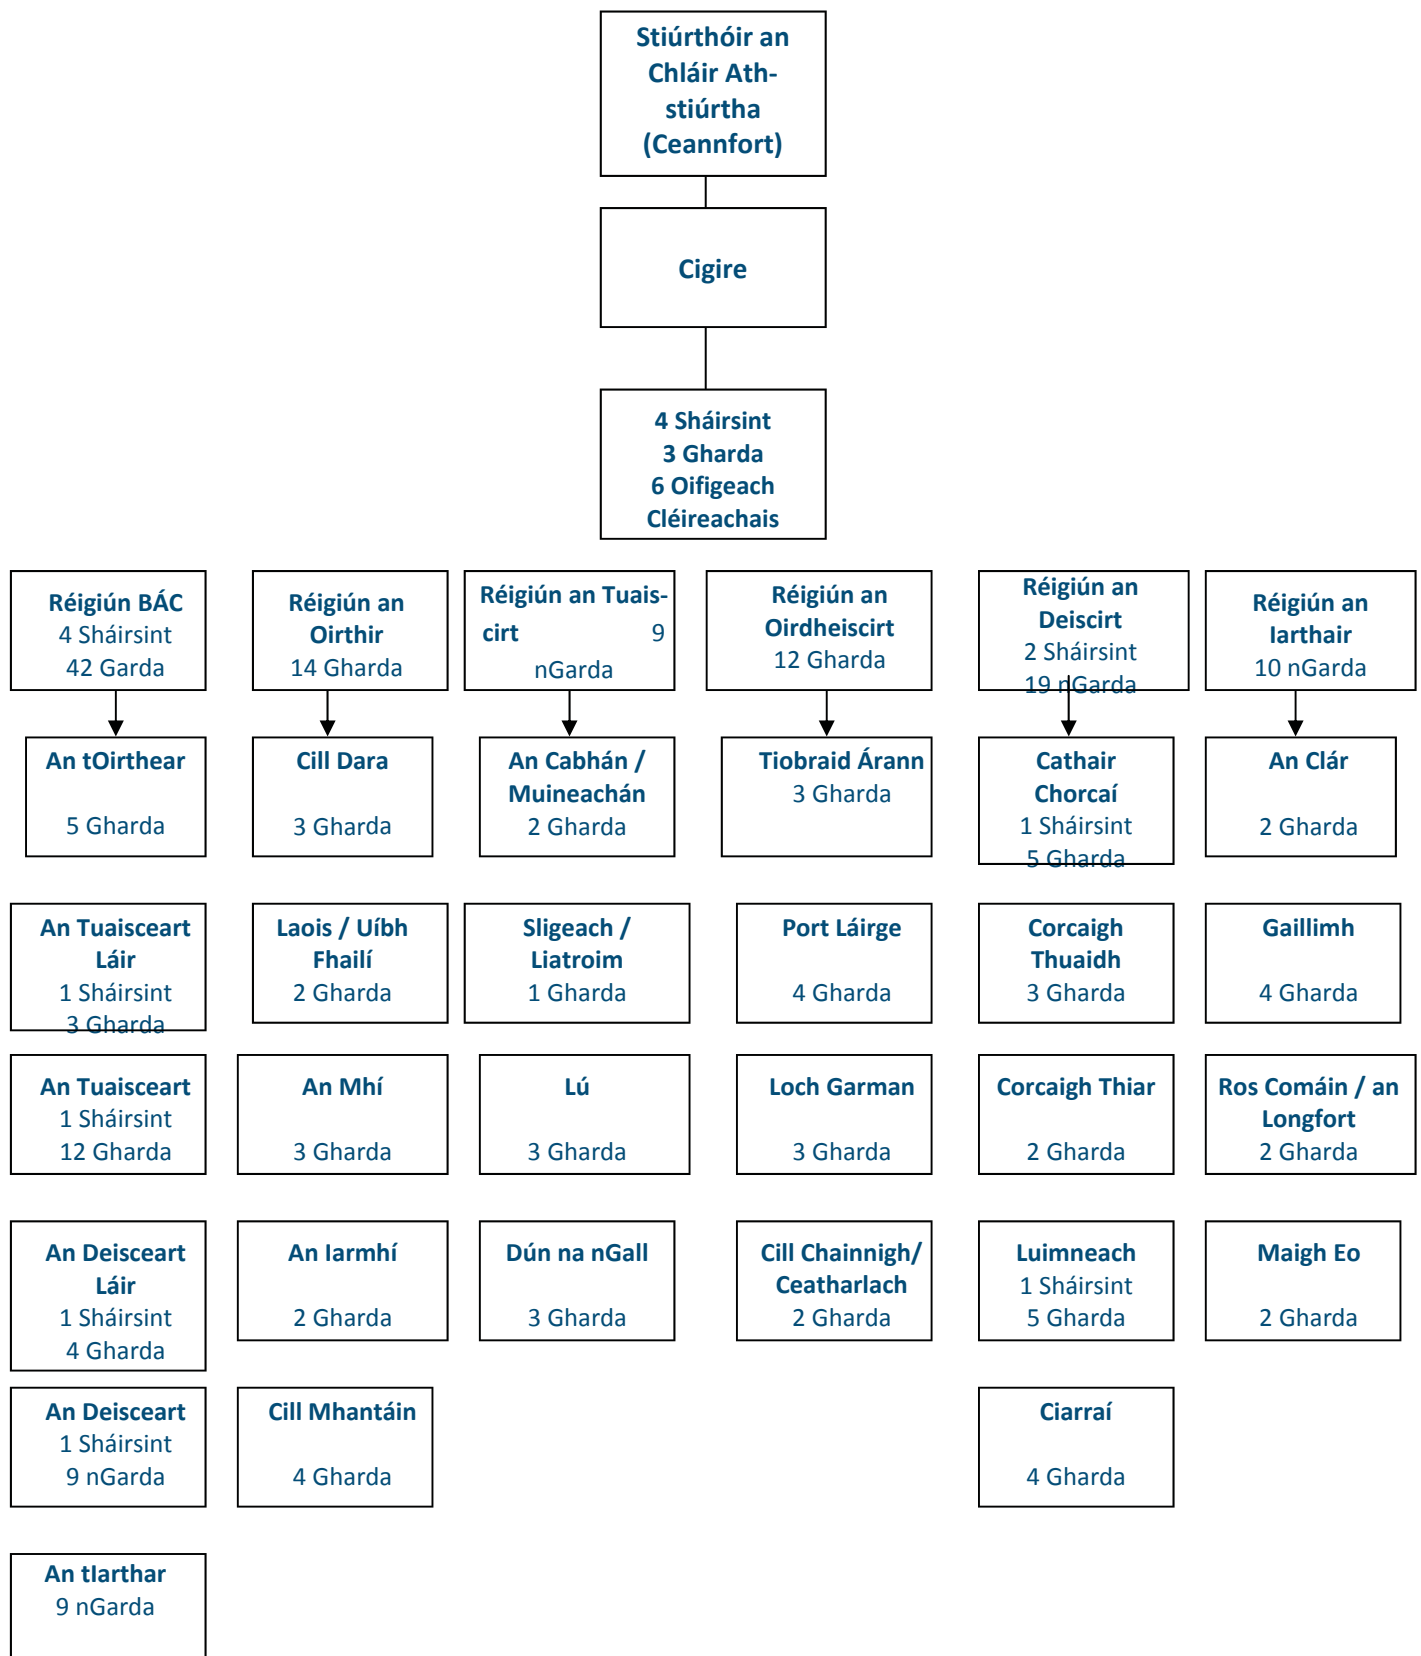 Stiúrthóir an
Chláir Ath-
stiúrtha
(Ceannfort)
Cigire
4 Sháirsint
3 Gharda
6 Oifigeach
Cléireachais
Réigiún BÁC
4 Sháirsint
42 Garda
Réigiún an
Oirthir
14 Gharda
Réigiún an Tuais-
cirt 9
nGarda
Réigiún an
Oirdheiscirt
12 Gharda
Réigiún an
Deiscirt
2 Sháirsint
19 nGarda
Réigiún an
Iarthair
10 nGarda
An tOirthear
5 Gharda
Cill Dara
3 Gharda
An Cabhán /
Muineachán
2 Gharda
Tiobraid Árann
3 Gharda
Cathair
Chorcaí
1 Sháirsint
5 Gharda
An Clár
2 Gharda
An Tuaisceart
Láir
1 Sháirsint
3 Gharda
Laois / Uíbh
Fhailí
2 Gharda
Sligeach /
Liatroim
1 Gharda
Port Láirge
4 Gharda
Corcaigh
Thuaidh
3 Gharda
Gaillimh
4 Gharda
An Tuaisceart
1 Sháirsint
12 Gharda
An Mhí
3 Gharda
Lú
3 Gharda
Loch Garman
3 Gharda
Corcaigh Thiar
2 Gharda
Ros Comáin / an
Longfort
2 Gharda
An Deisceart
Láir
1 Sháirsint
4 Gharda
An Iarmhí
2 Gharda
Dún na nGall
3 Gharda
Cill Chainnigh/
Ceatharlach
2 Gharda
Luimneach
1 Sháirsint
5 Gharda
Maigh Eo
2 Gharda
An Deisceart
1 Sháirsint
9 nGarda
Cill Mhantáin
4 Gharda
Ciarraí
4 Gharda
An tIarthar
9 nGarda